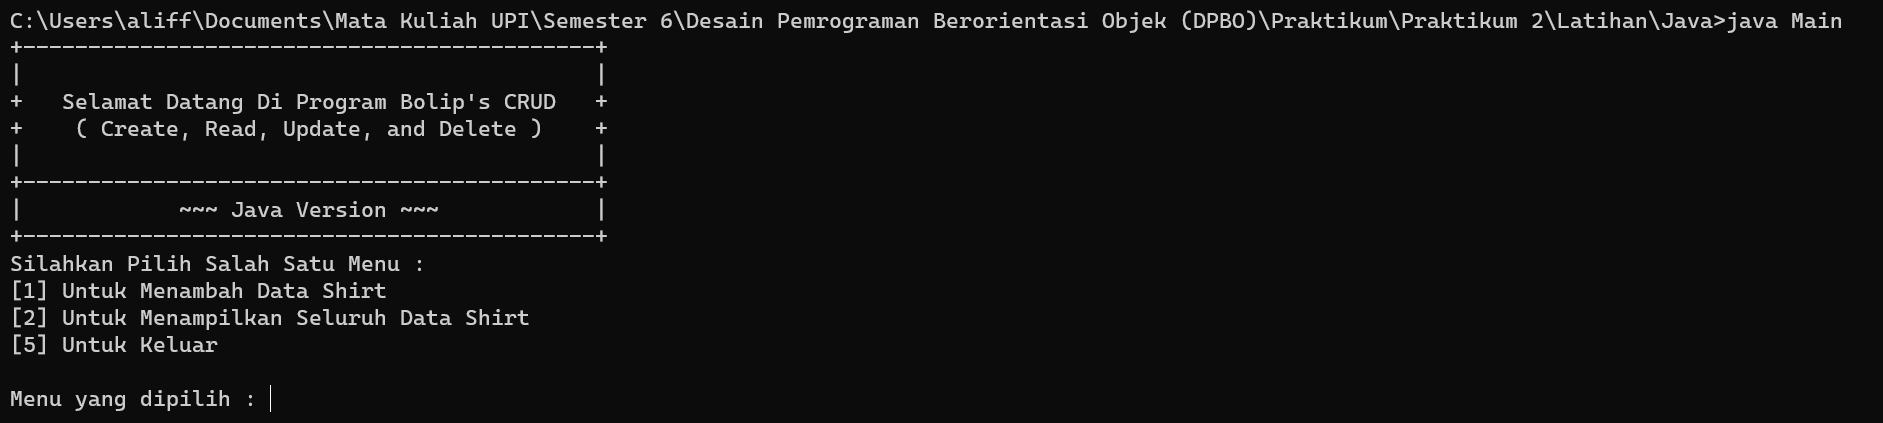 C:\Users\aliff\Documents\Mata Kuliah UPI\Semester 6\Desain Pemrograman Berorientasi Objek (DPBO)\Praktikum\Praktikum 2\Latihan\Java>java Main
+--------------------------------------------+
|                                            |
+   Selamat Datang Di Program Bolip's CRUD   +
+    ( Create, Read, Update, and Delete )    +
|                                            |
+--------------------------------------------+
|            ~~~ Java Version ~~~            |
+--------------------------------------------+
Silahkan Pilih Salah Satu Menu :
[1] Untuk Menambah Data Shirt
[2] Untuk Menampilkan Seluruh Data Shirt
[5] Untuk Keluar
Menu yang dipilih :